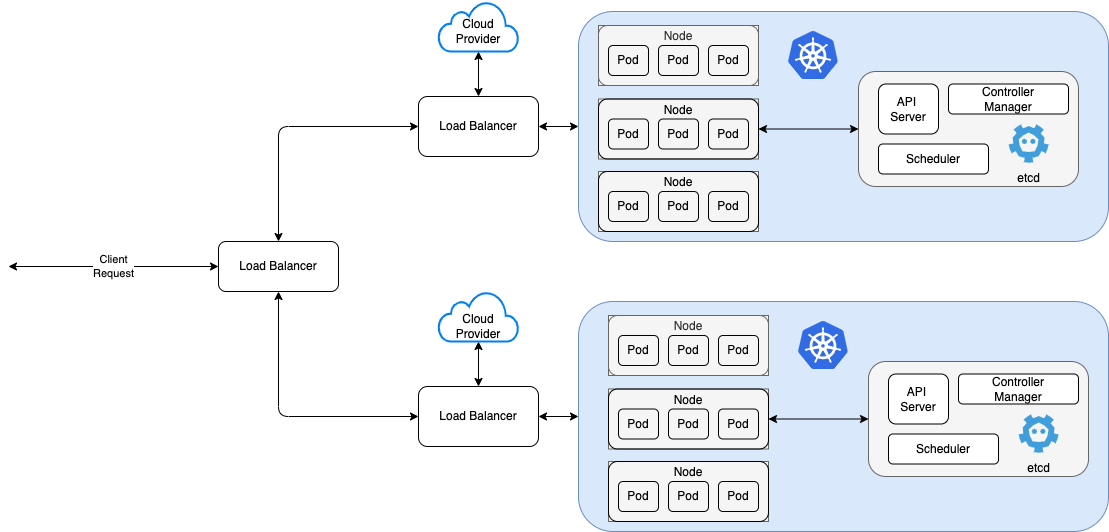 Cloud
Provider
Load Balancer
Node
Pod Pod Pod
Node
Pod Pod Pod
Node
Pod Pod Pod
API
Server
Controller
Manager
Scheduler
etcd
Client
Request
Load Balancer
Cloud
Provider
Load Balancer
Node
Pod Pod Pod
Node
Pod Pod Pod
Node
Pod Pod Pod
API
Server
Controller
Manager
Scheduler
etcd